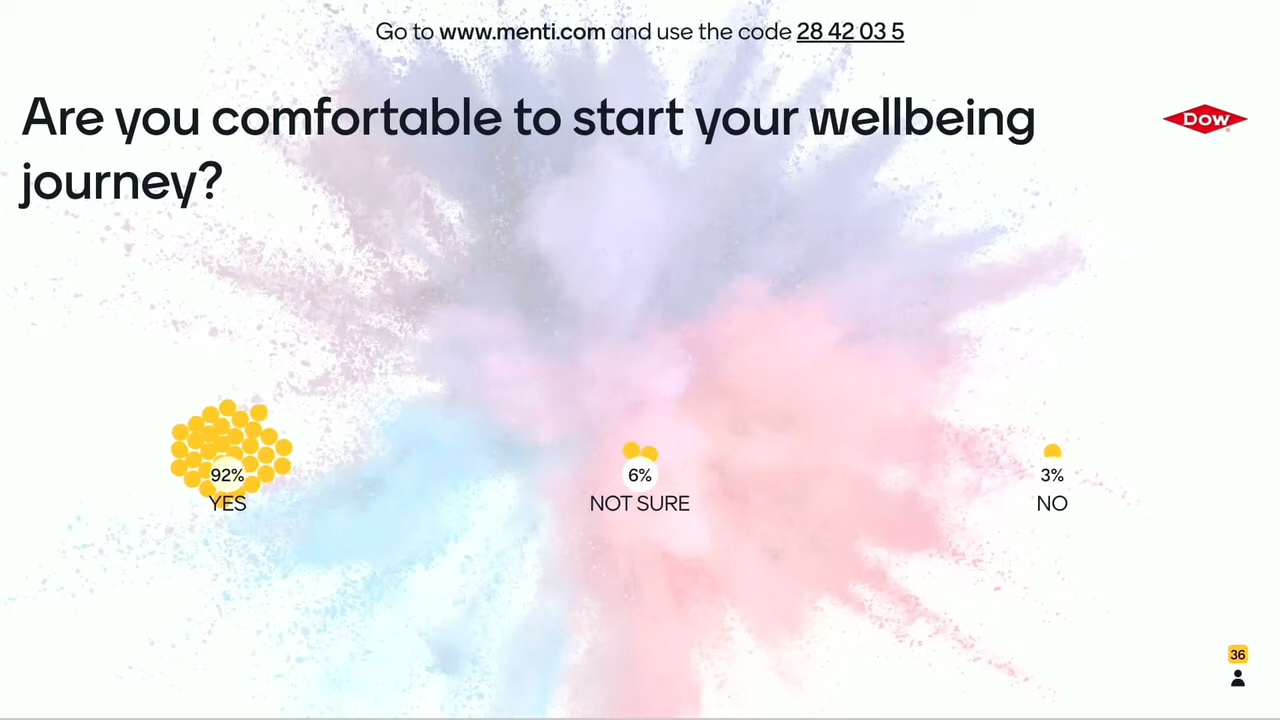 Go to www.menti.com and use the code 28 42 03 5
Are you comfortable to start your wellbeing
journey?
Dow
92%
YES
6%
NOT SURE
3%
NO
36